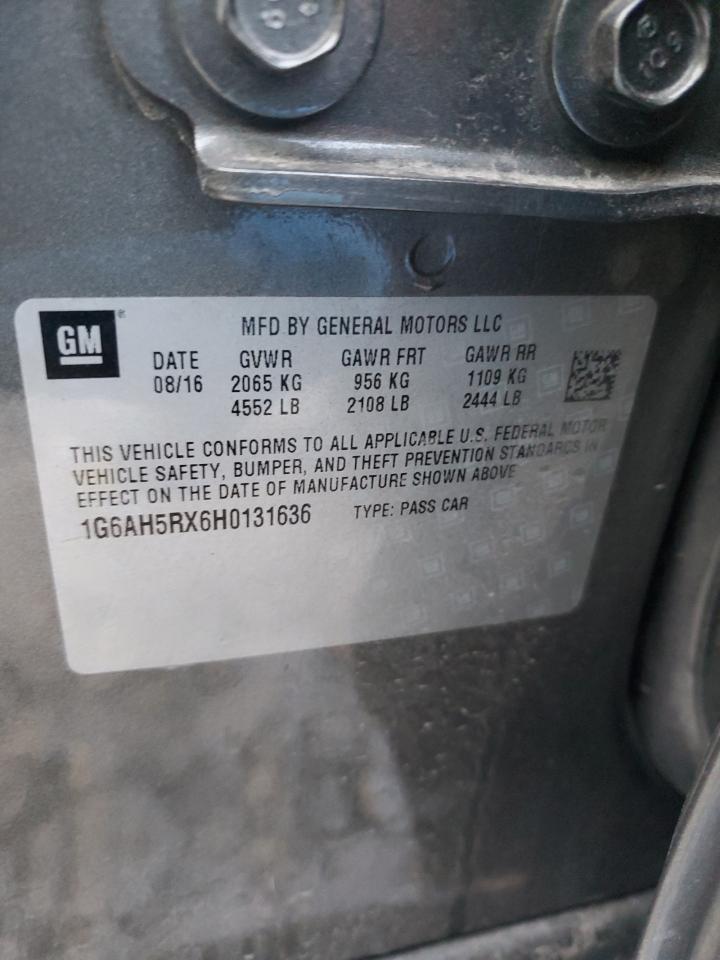 GM
MFD BY GENERAL MOTORS LLC
DATE GVWR GAWR FRT GAWR RR
08/16 2065 KG 956 KG 1109 KG
4552 LB 2108 LB 2444 LB
THIS VEHICLE CONFORMS TO ALL APPLICABLE U.S. FEDERAL MOTOR
VEHICLE SAFETY, BUMPER, AND THEFT PREVENTION STANDARDS IN
EFFECT ON THE DATE OF MANUFACTURE SHOWN ABOVE
1G6AH5RX6H0131636 TYPE: PASS CAR